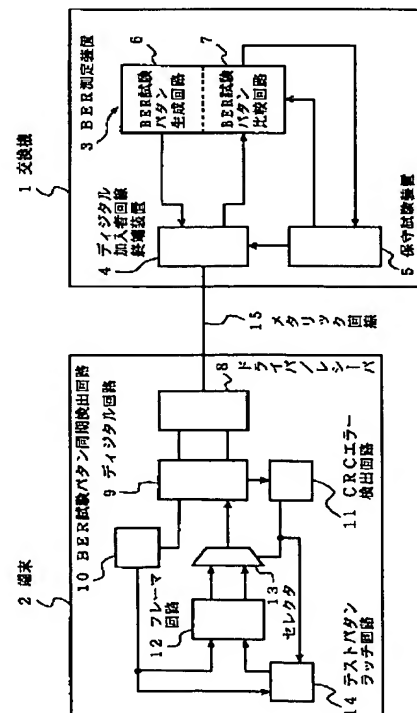 1 交換機
3 BER測定装置
6
BER試験
パタン
生成回路
7
BER試験
パタン
比較回路
4 ディジタル
加入者回線
終端装置
5 保守試験装置
15
メタリック
回線
2 端末
8
ドライバ/レシーバ
9 ディジタル回路
10 BER試験パタン同期検出回路
11 CRCエラー
検出回路
12 フレーマ
回路
13
セレクタ
14 テストパタン
ラッチ回路